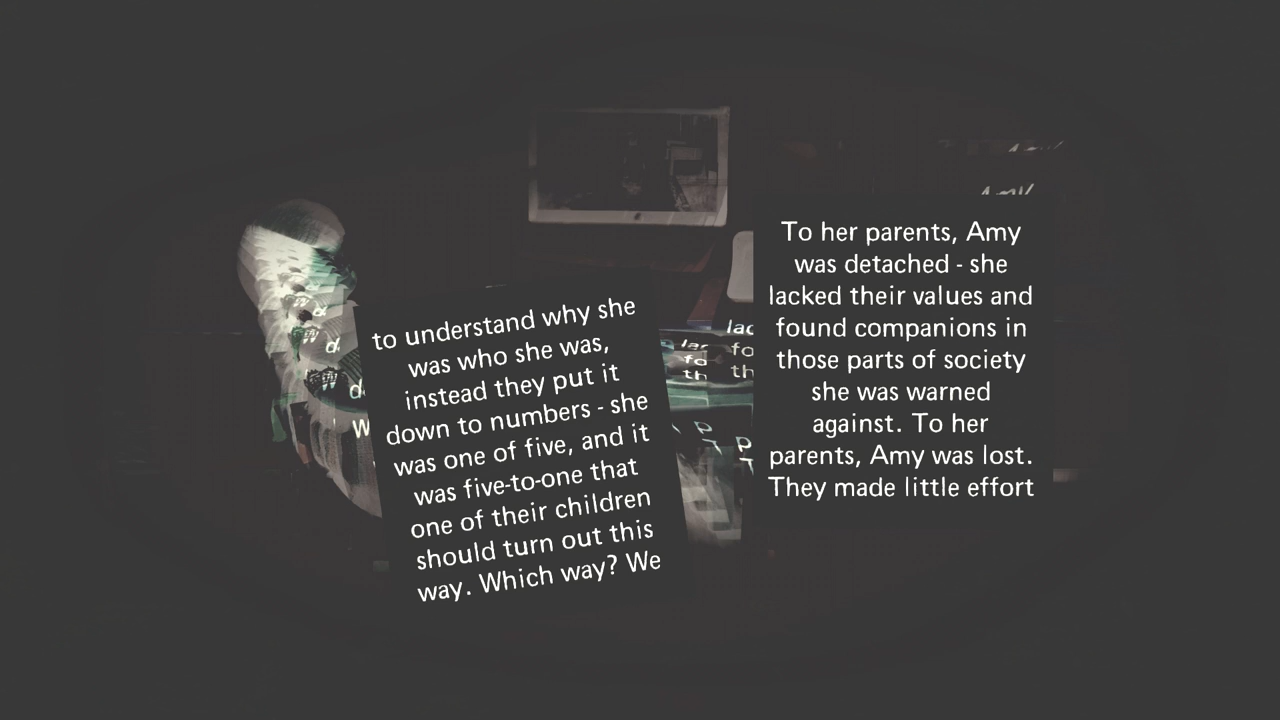 To her parents, Amy
was detached - she
lacked their values and
found companions in
those parts of society
she was warned
against. To her
parents, Amy was lost.
They made little effort
to understand why she
was who she was,
instead they put it
down to numbers - she
was one of five, and it
was five-to-one that
one of their children
should turn out this
way. Which way? We